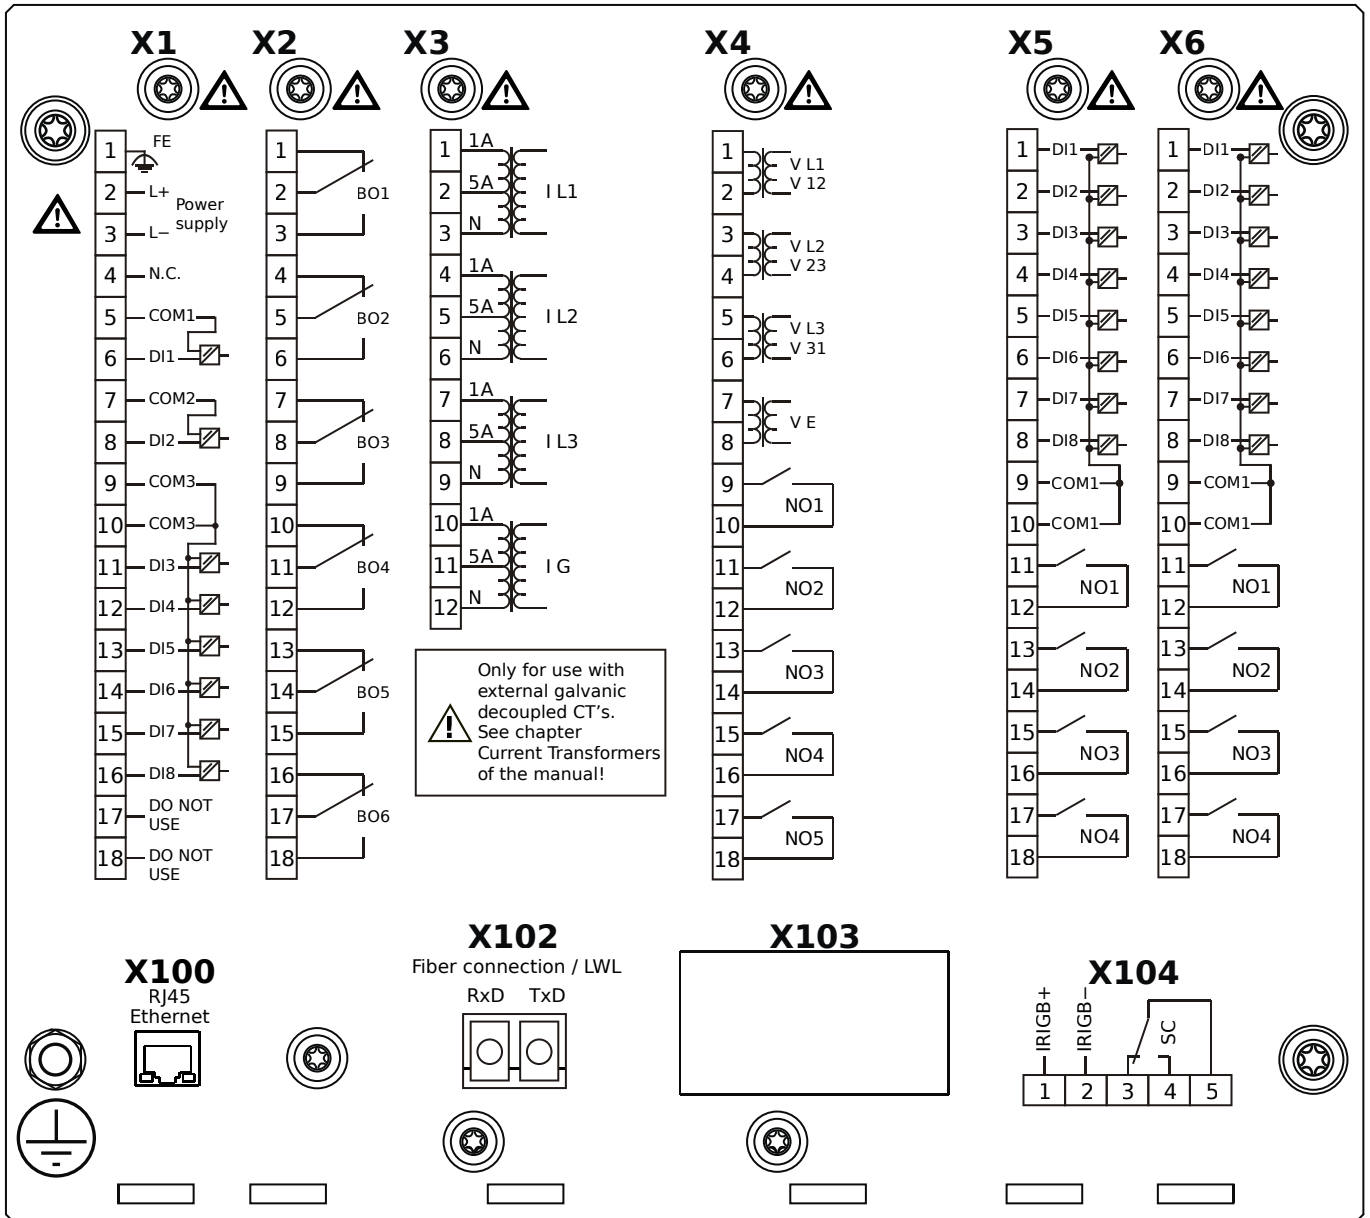 X1
X2
X3
X4
X5
X6
1 FE
2 L+
Power
supply
3 L−
4 N.C.
5 COM1
6 DI1
7 COM2
8 DI2
9 COM3
10 COM3
11 DI3
12 DI4
13 DI5
14 DI6
15 DI7
16 DI8
17 DO NOT
USE
18 DO NOT
USE
1
2 BO1
3
4
5 BO2
6
7
8 BO3
9
10
11 BO4
12
13
14 BO5
15
16
17 BO6
18
1 1A
2 5A I L1
3 N
4 1A
5 5A I L2
6 N
7 1A
8 5A I L3
9 N
10 1A
11 5A I G
12 N
Only for use with
external galvanic
decoupled CT's.
See chapter
Current Transformers
of the manual!
1 V L1
2 V 12
3 V L2
4 V 23
5 V L3
6 V 31
7 V E
8
9
NO1
10
11
NO2
12
13
NO3
14
15
NO4
16
17
NO5
18
1 DI1
2 DI2
3 DI3
4 DI4
5 DI5
6 DI6
7 DI7
8 DI8
9 COM1
10 COM1
11
NO1
12
13
NO2
14
15
NO3
16
17
NO4
18
1 DI1
2 DI2
3 DI3
4 DI4
5 DI5
6 DI6
7 DI7
8 DI8
9 COM1
10 COM1
11
NO1
12
13
NO2
14
15
NO3
16
17
NO4
18
X100
RJ45
Ethernet
X102
Fiber connection / LWL
RxD TxD
X103
X104
IRIGB+
IRIGB−
SC
1 2 3 4 5